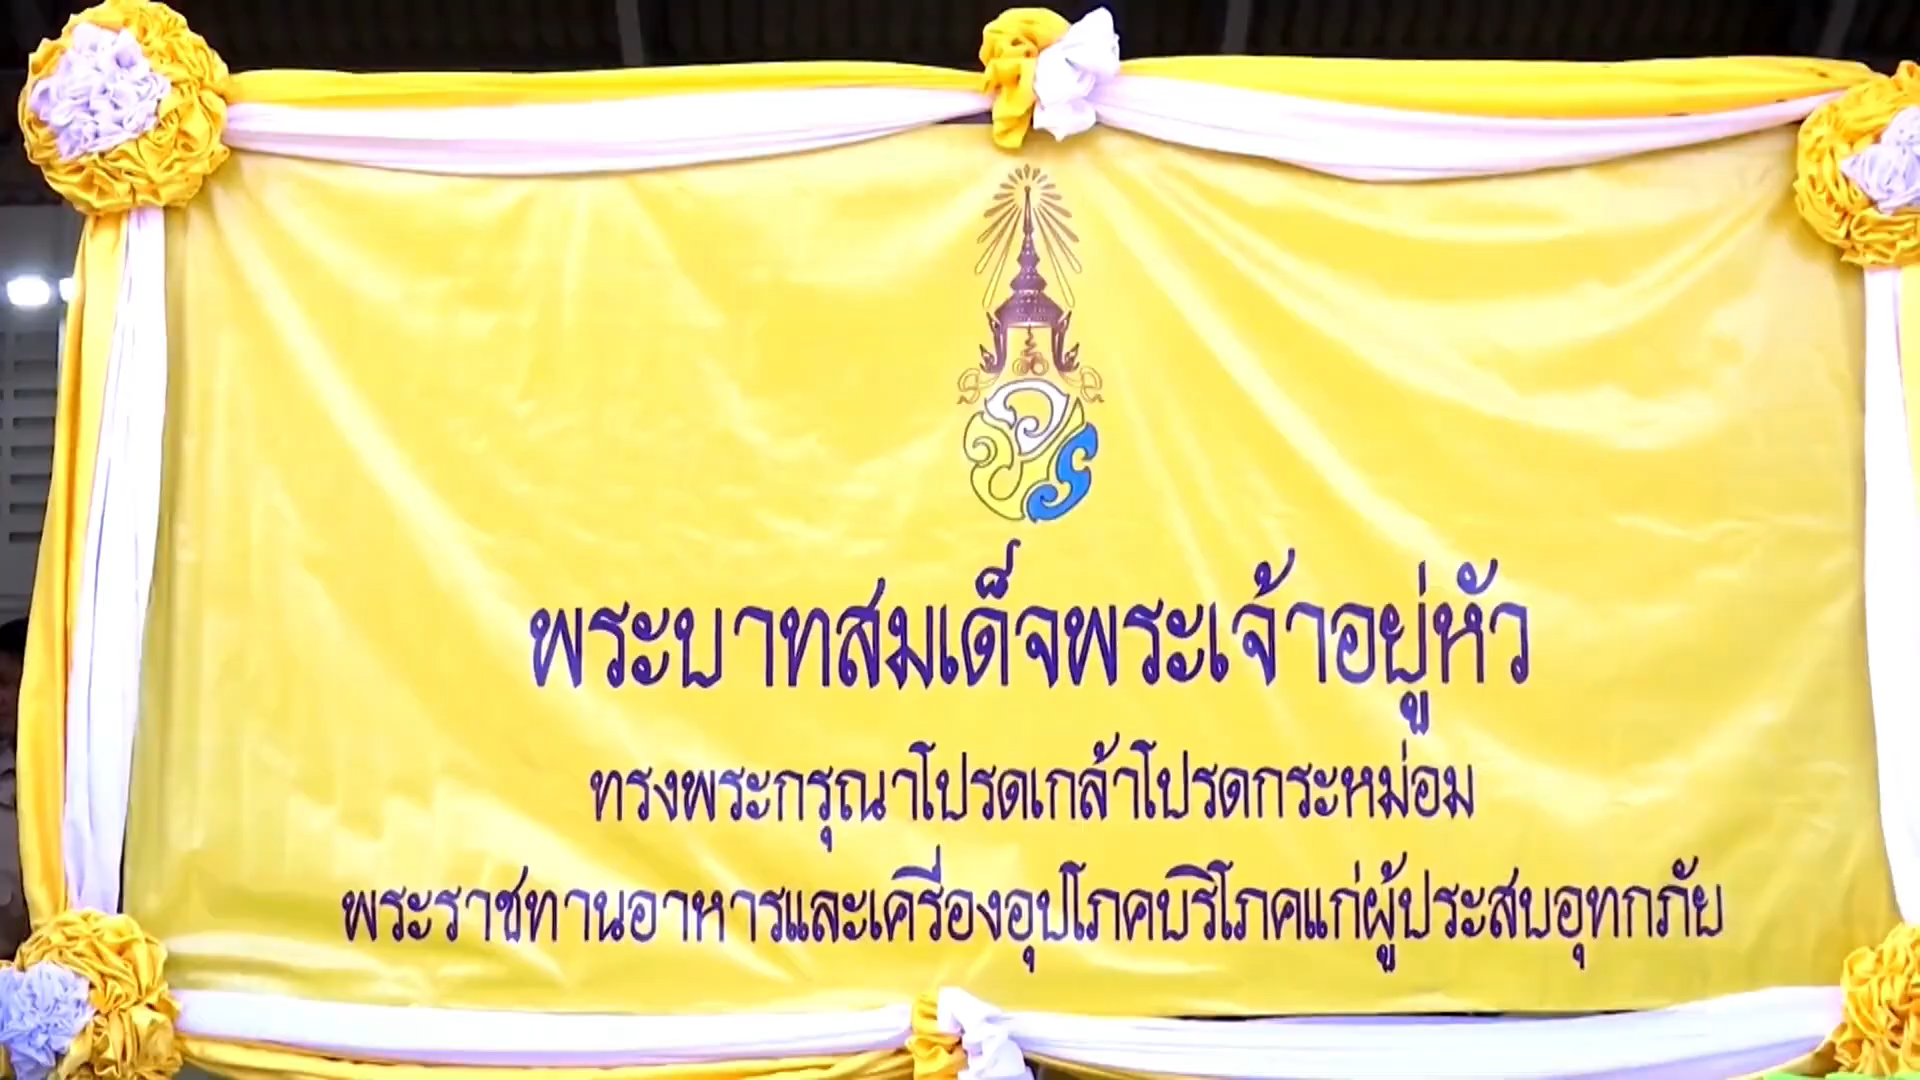 พระบาทสมเด็จพระเจ้าอยู่หัว
ทรงพระกรุณาโปรดเกล้าโปรดกระหม่อม
พระราชทานอาหารและเครื่องอุปโภคบริโภคแก่ผู้ประสบอุทกภัย